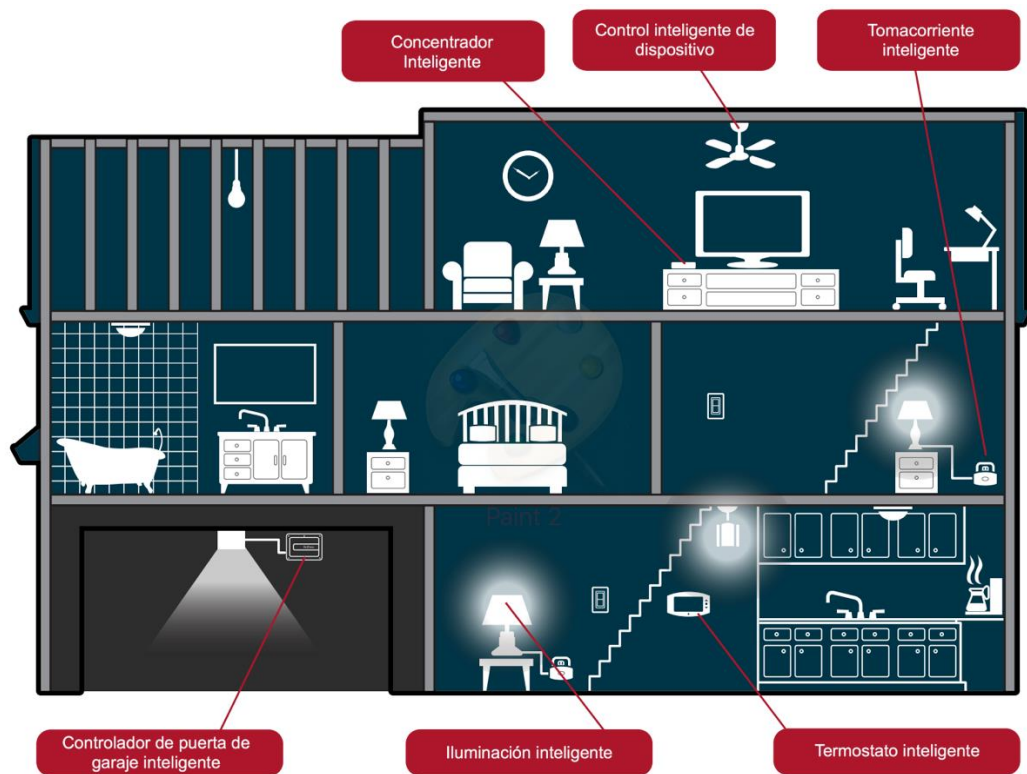 Concentrador
Inteligente
Control inteligente de
dispositivo
Tomacorriente
inteligente
Paint 2
Controlador de puerta de
garaje inteligente
Iluminación inteligente
Termostato inteligente